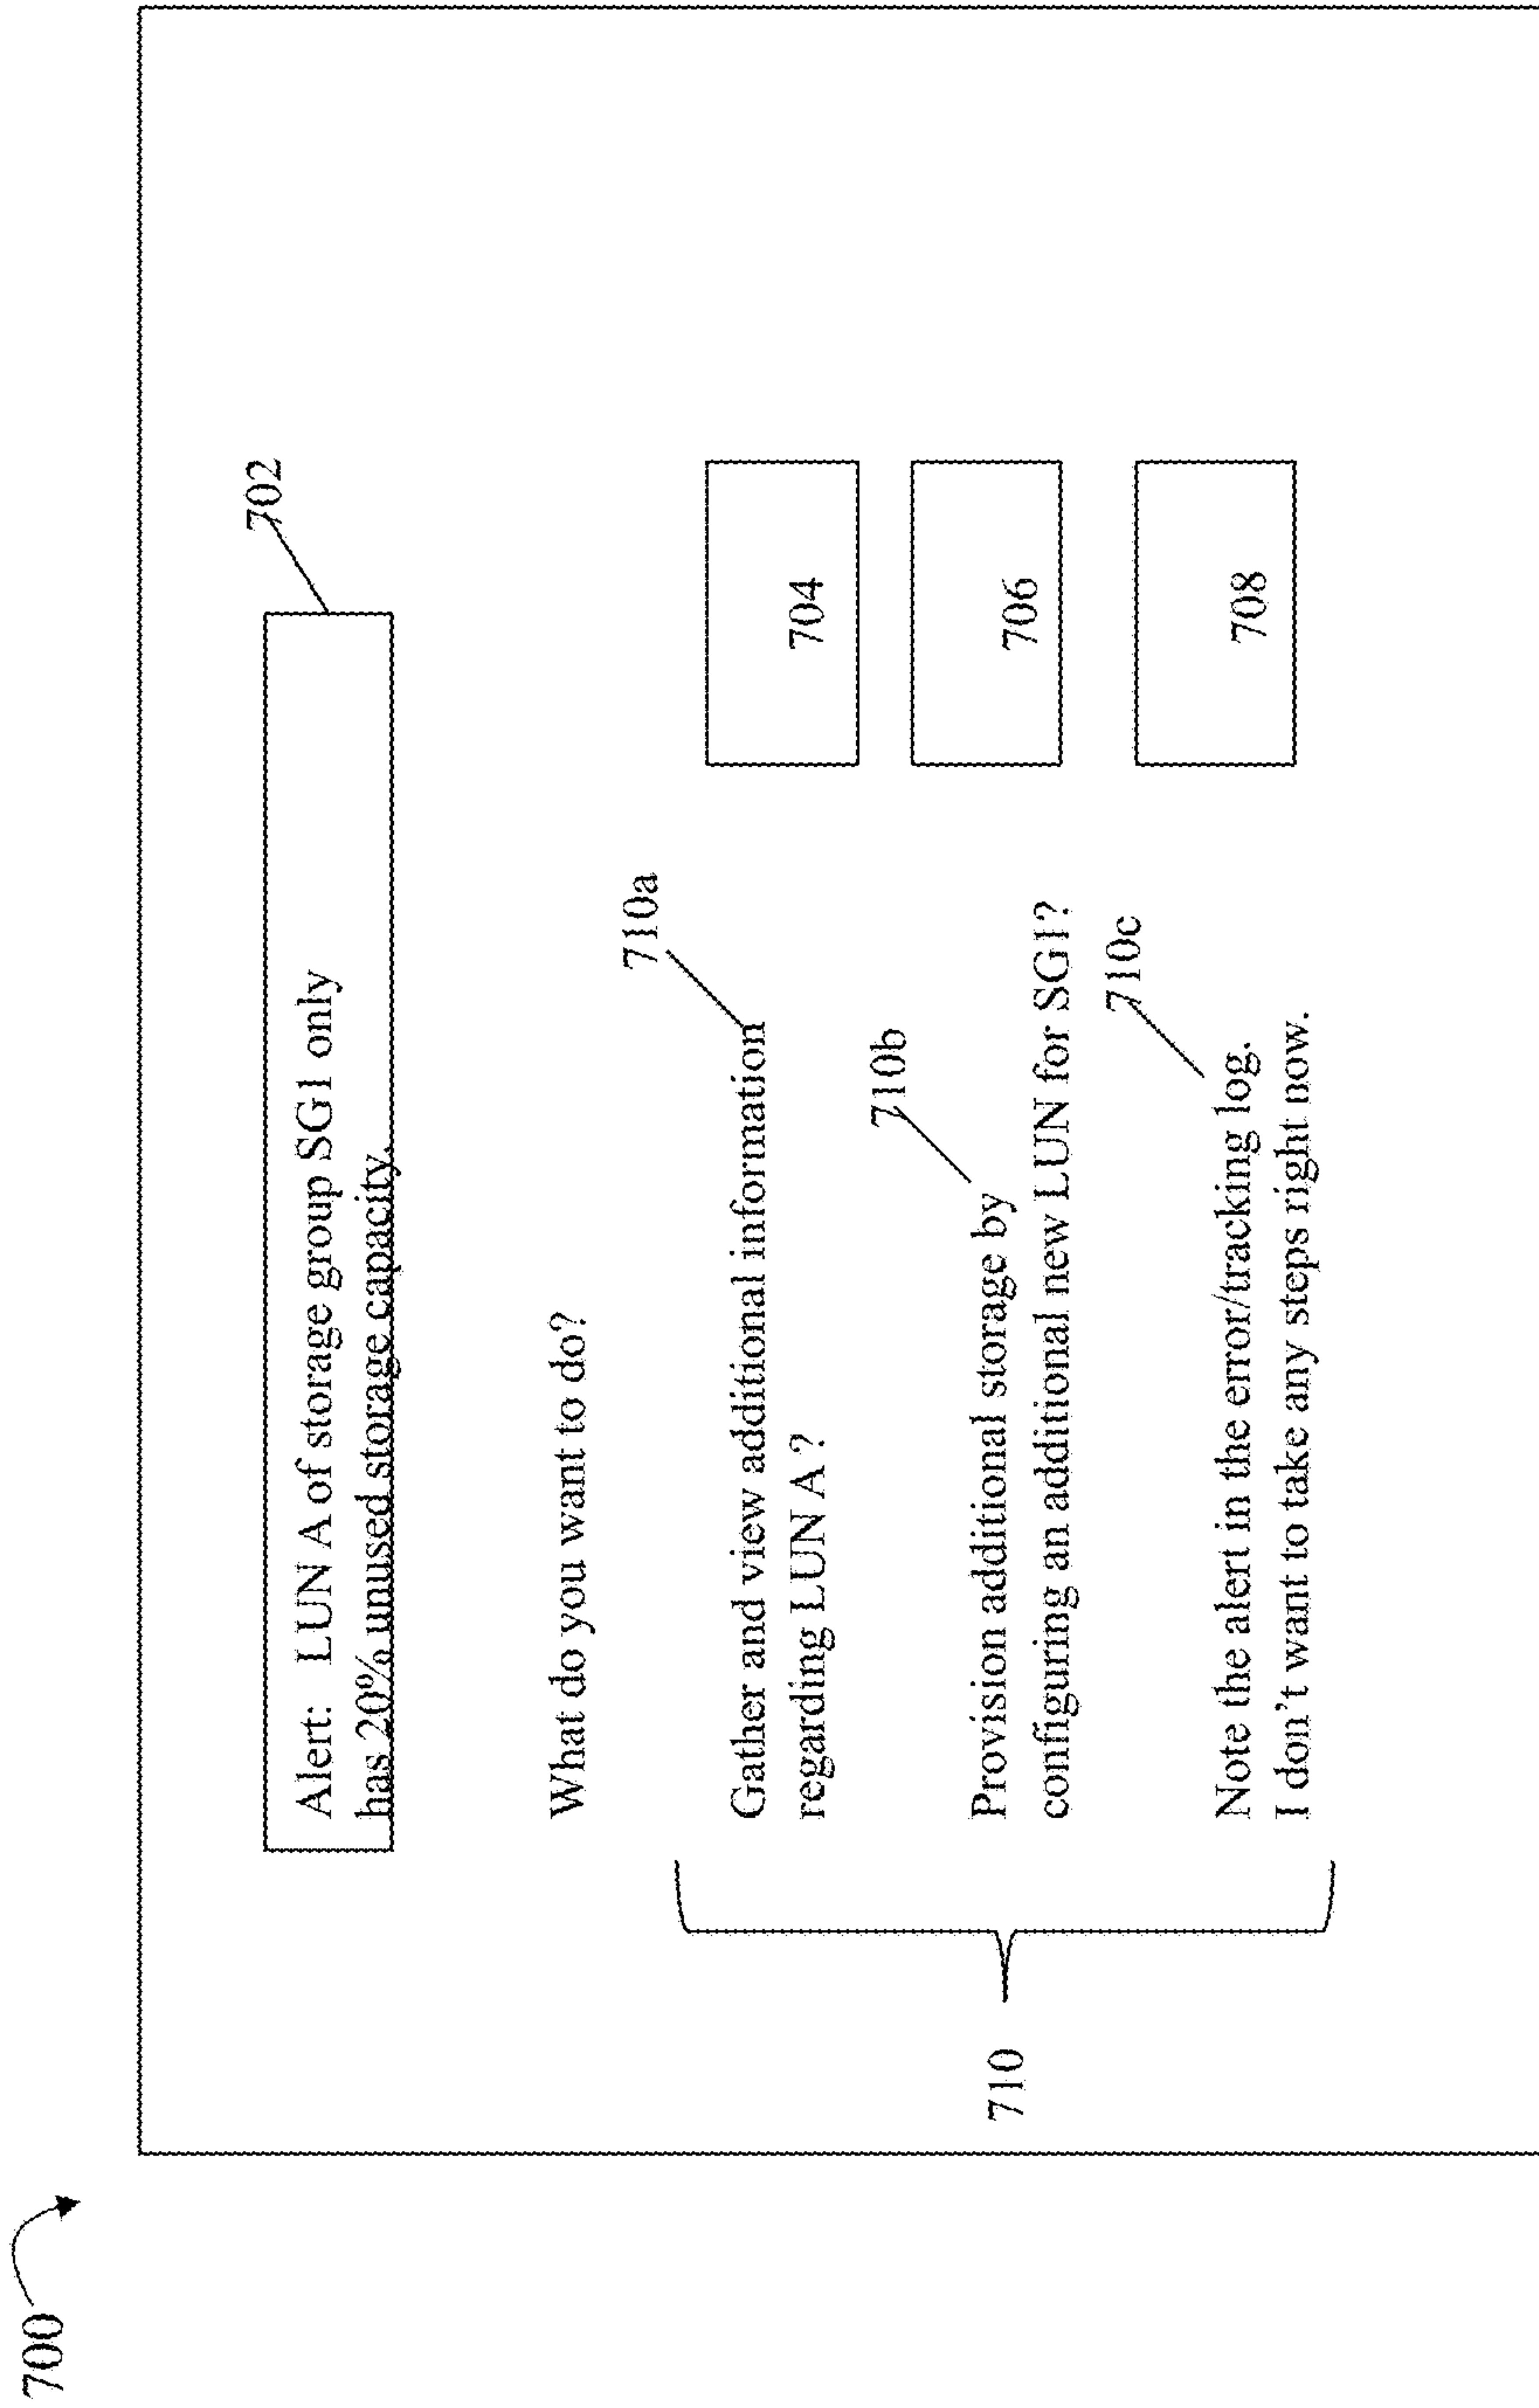 700
702
Alert: LUN A of storage group SG1 only
has 20% unused storage capacity.
What do you want to do?
710
710a
Gather and view additional information
regarding LUN A ?
704
710b
Provision additional storage by
configuring an additional new LUN for SG1?
706
710c
Note the alert in the error/tracking log.
I don't want to take any steps right now.
708